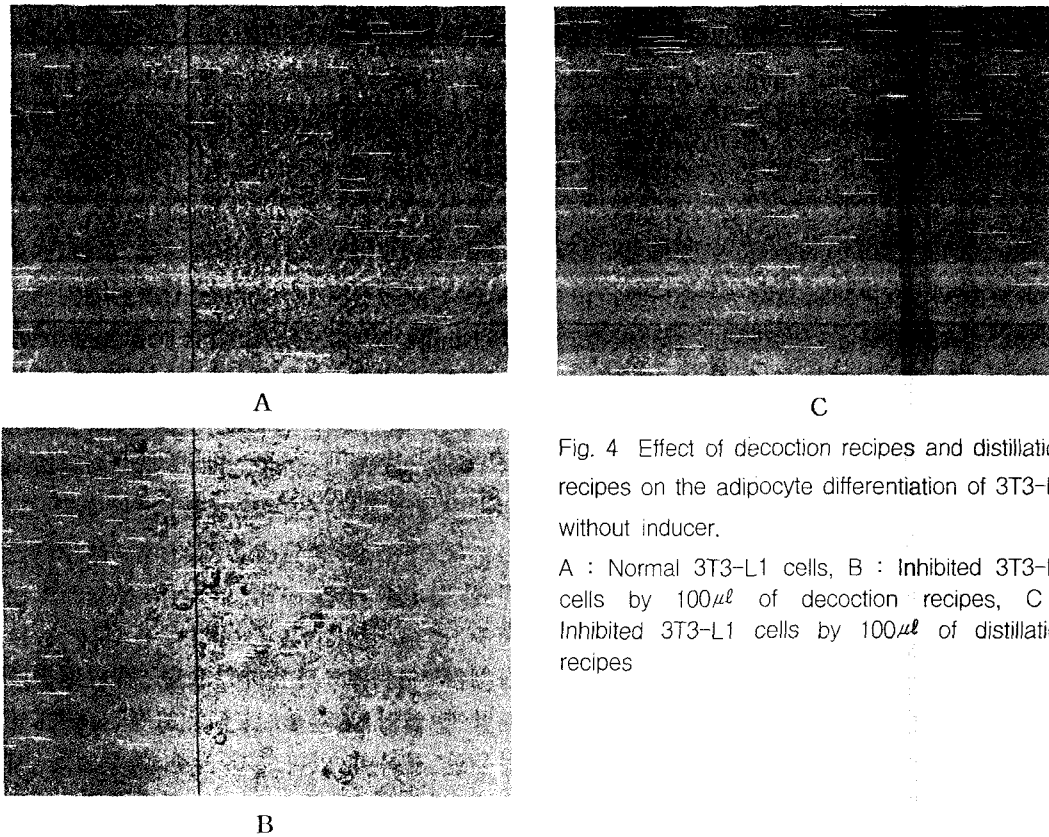 A
C
B
Fig. 4 Effect of decoction recipes and distillatio
recipes on the adipocyte differentiation of 3T3-L
without inducer.
A : Normal 3T3-L1 cells, B : Inhibited 3T3-L
cells by 100㎕ of decoction recipes, C
Inhibited 3T3-L1 cells by 100㎕ of distillati
recipes